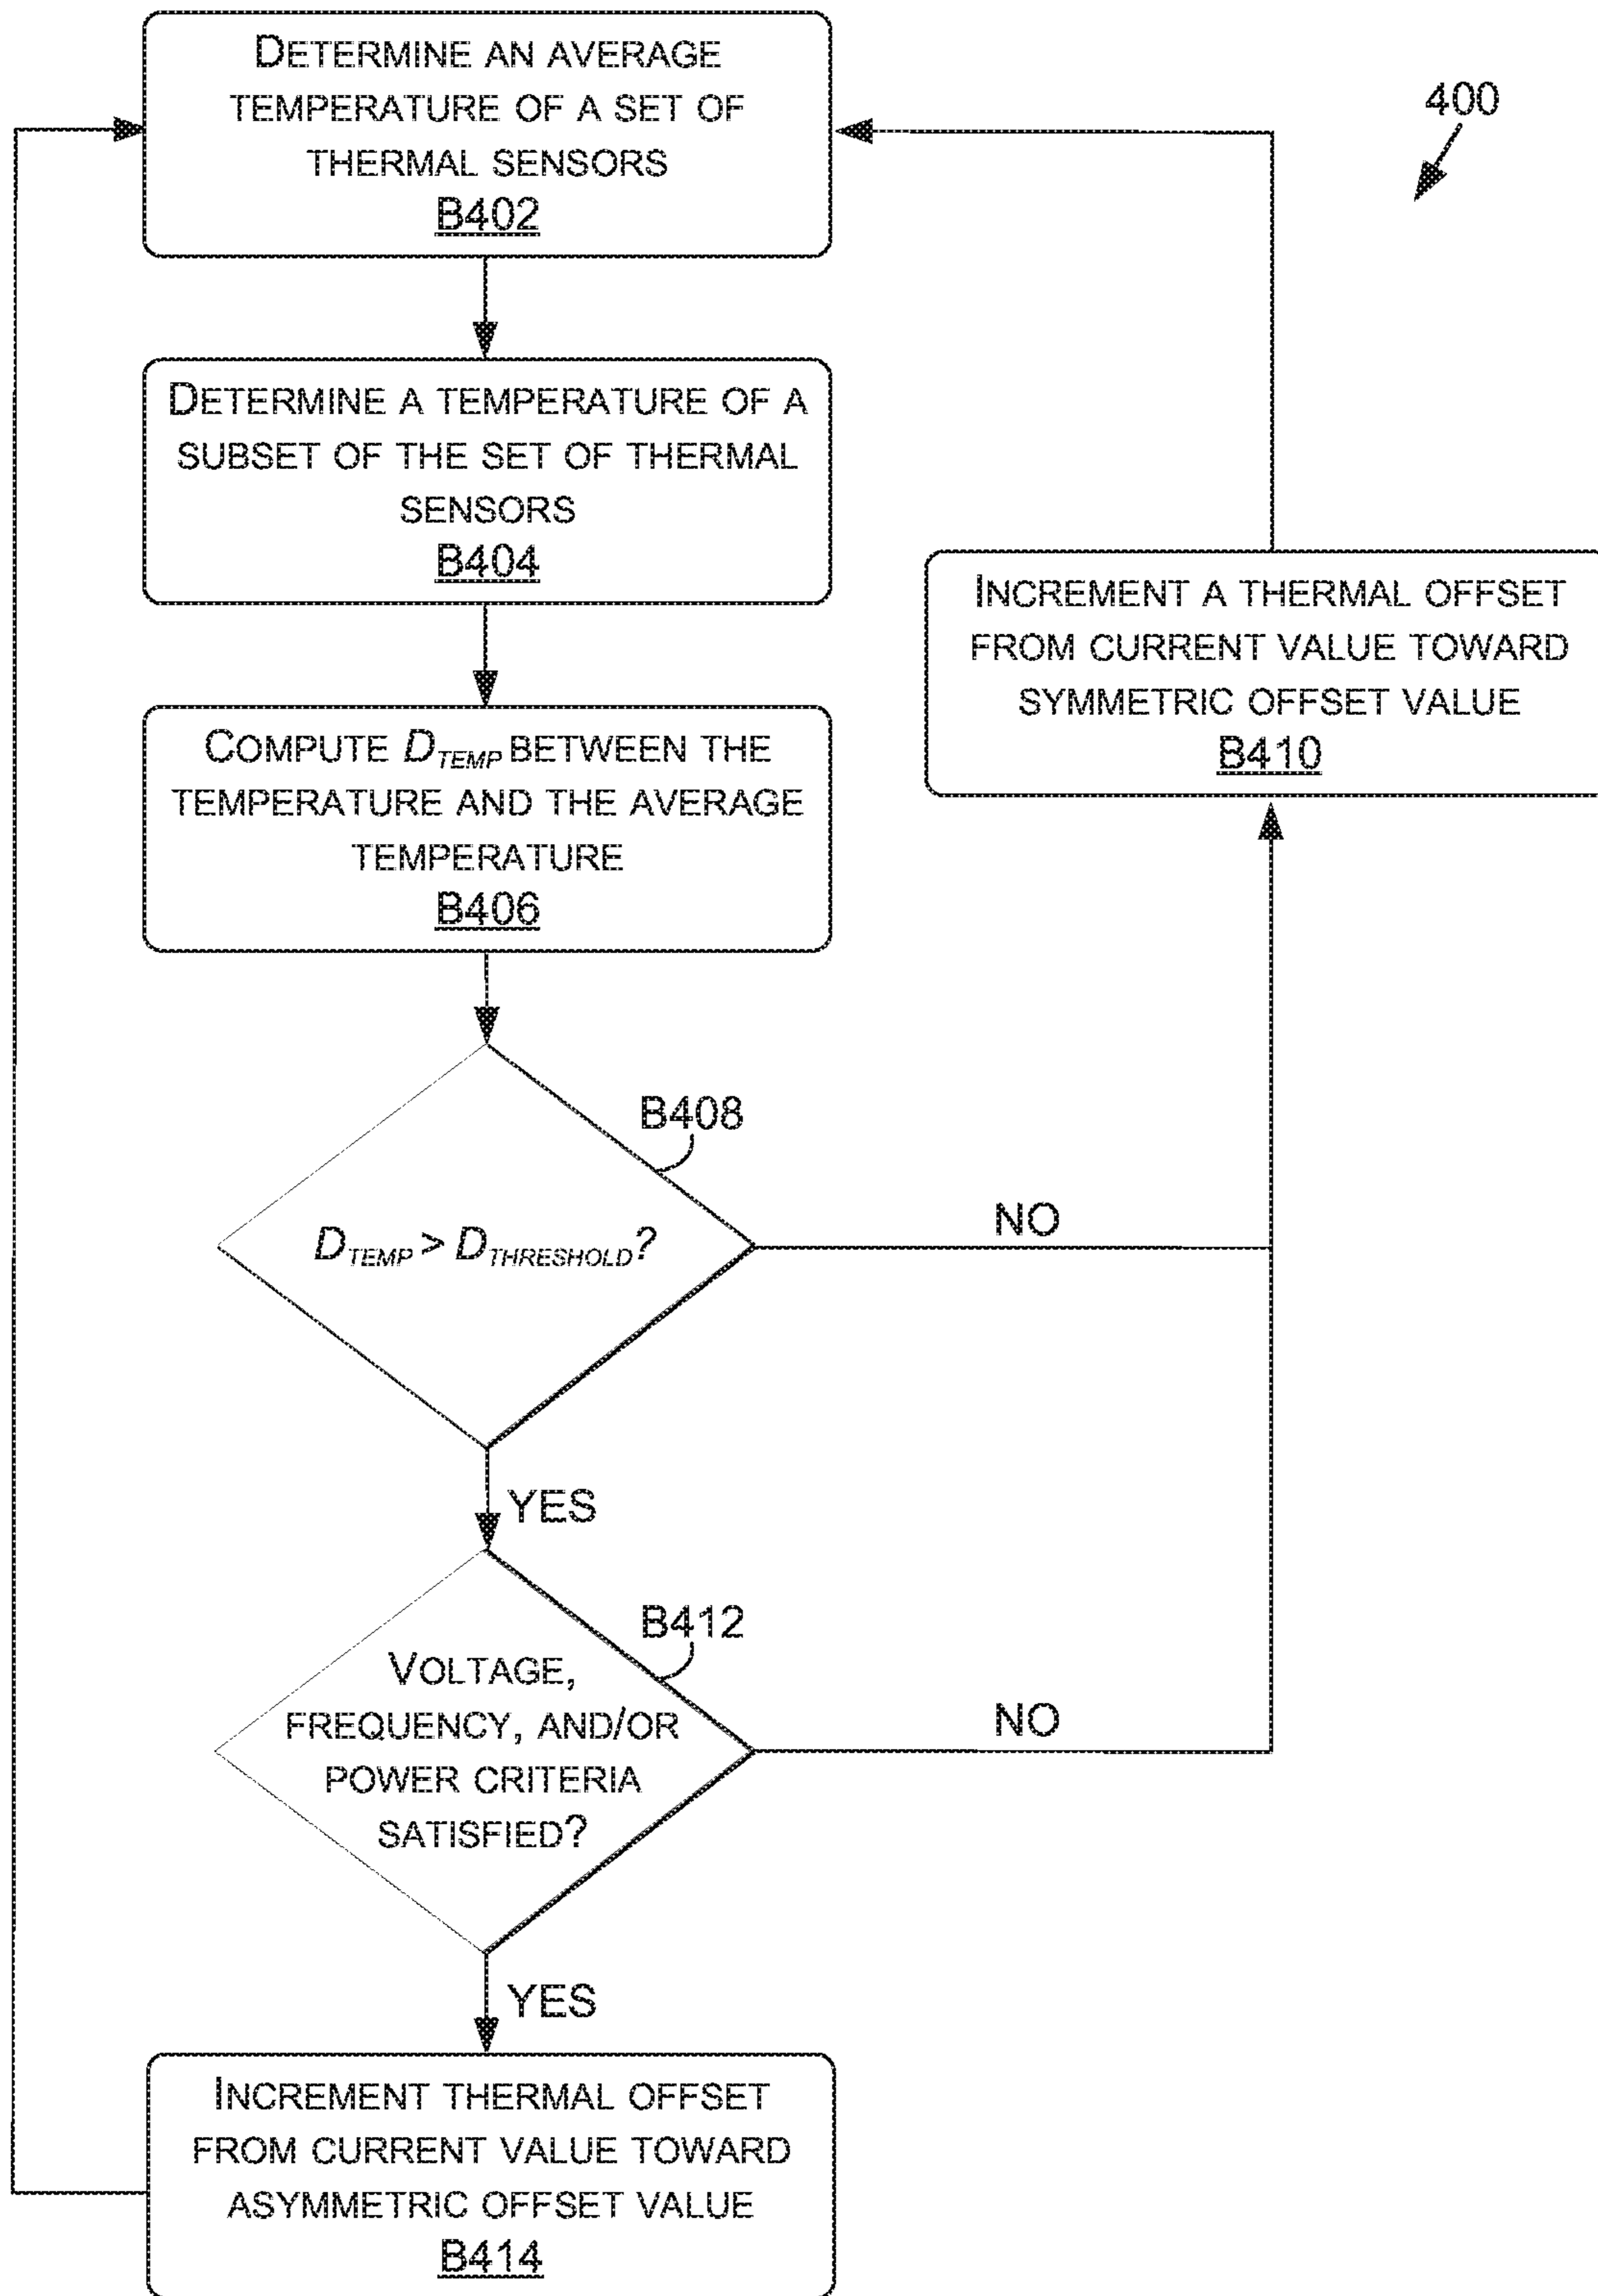 DETERMINE AN AVERAGE
TEMPERATURE OF A SET OF
THERMAL SENSORS
B402
400
DETERMINE A TEMPERATURE OF A
SUBSET OF THE SET OF THERMAL
SENSORS
B404
INCREMENT A THERMAL OFFSET
FROM CURRENT VALUE TOWARD
SYMMETRIC OFFSET VALUE
B410
COMPUTE D_TEMP BETWEEN THE
TEMPERATURE AND THE AVERAGE
TEMPERATURE
B406
B408
D_TEMP > D_THRESHOLD?
NO
YES
B412
VOLTAGE,
FREQUENCY, AND/OR
POWER CRITERIA
SATISFIED?
NO
YES
INCREMENT THERMAL OFFSET
FROM CURRENT VALUE TOWARD
ASYMMETRIC OFFSET VALUE
B414